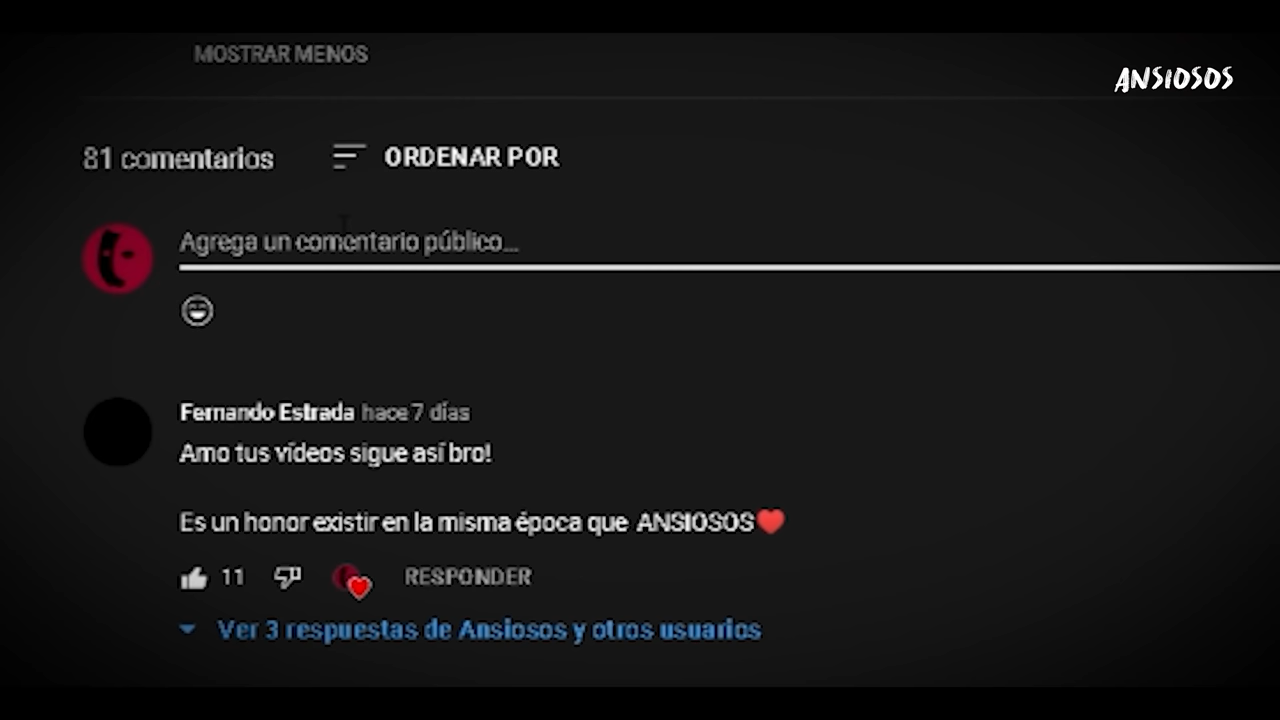 MOSTRAR MENOS
ANSIOSOS
81 comentarios ORDENAR POR
Agrega un comentario público...
Fernando Estrada hace 7 días
Amo tus vídeos sigue así bro!
Es un honor existir en la misma época que ANSIOSOS❤️
11 RESPONDER
Ver 3 respuestas de Ansiosos y otros usuarios